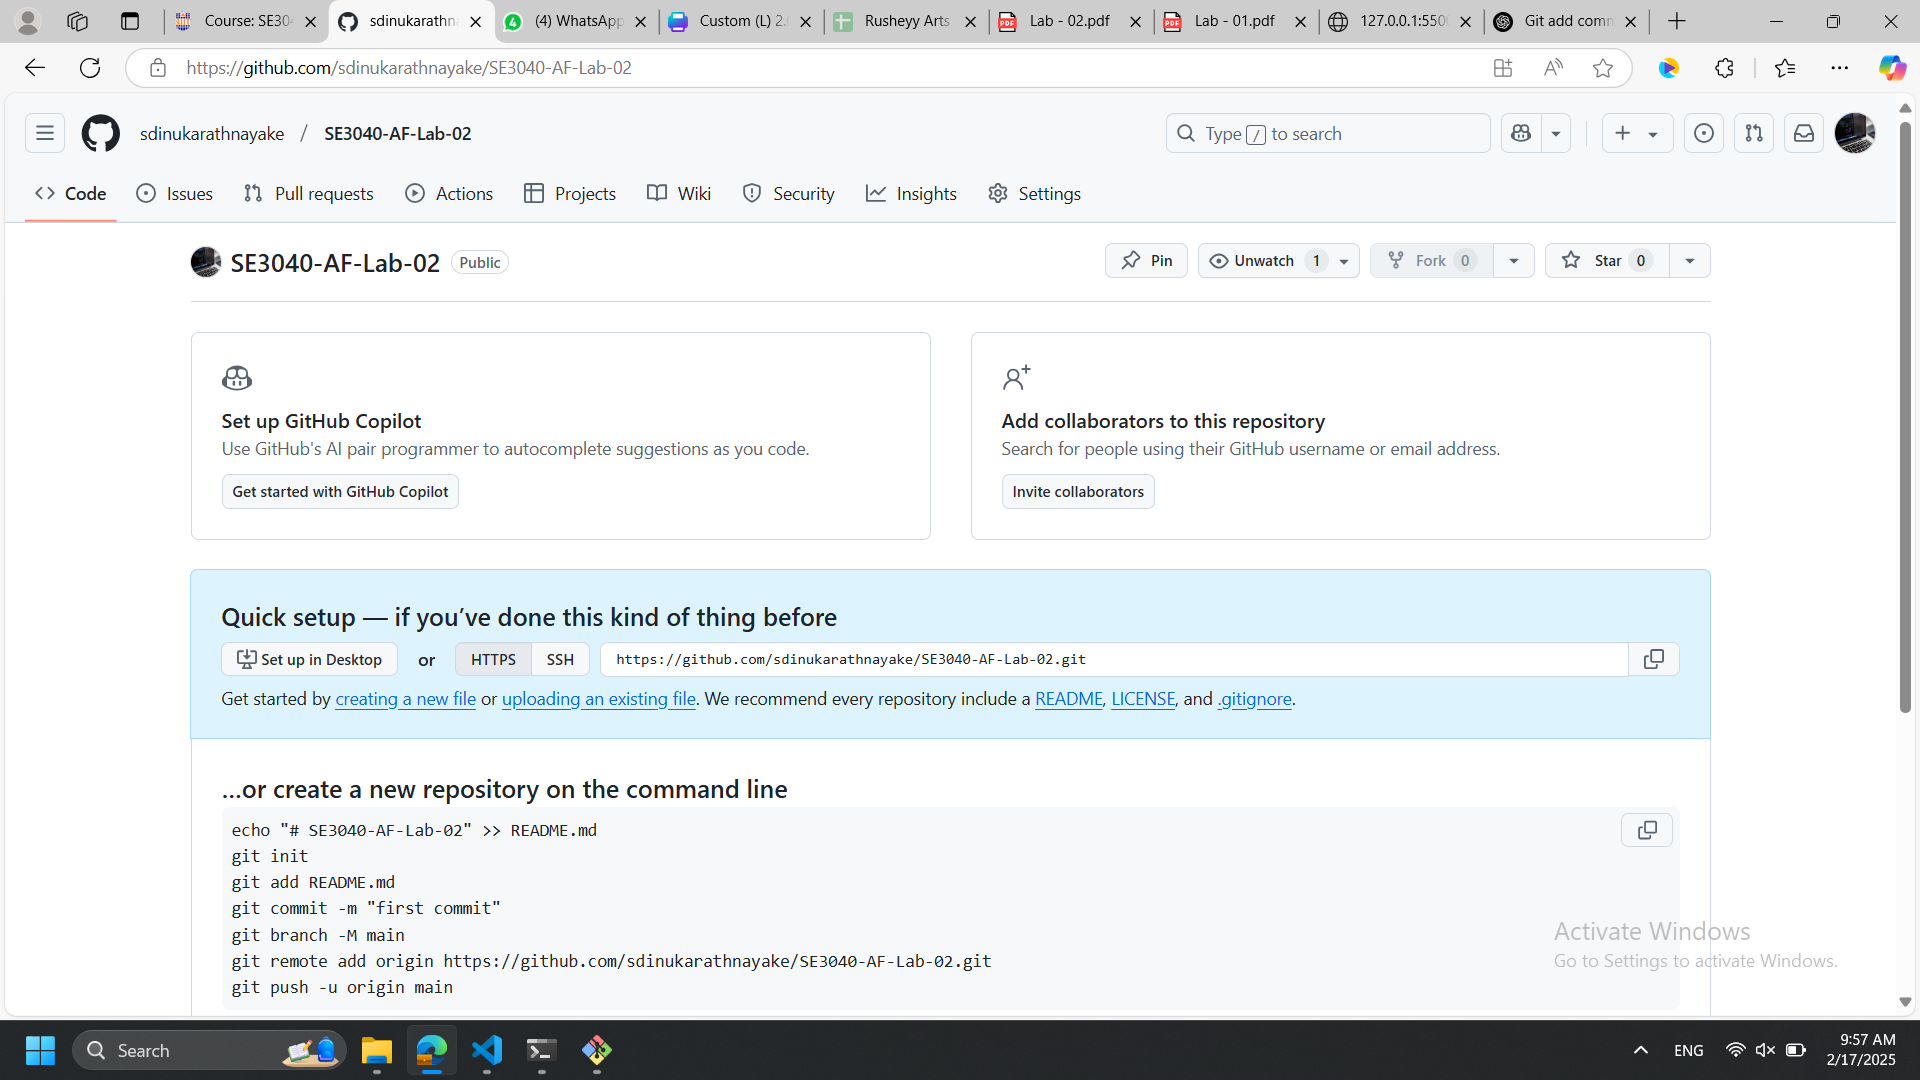 Course: SE304
sdinukarathna
(4) WhatsApp
Custom (L) 2.
Rusheyy Arts
Lab - 02.pdf
Lab - 01.pdf
127.0.0.1:5500
Git add comm
https://github.com/sdinukarathnayake/SE3040-AF-Lab-02
sdinukarathnayake / SE3040-AF-Lab-02
Type / to search
Code Issues Pull requests Actions Projects Wiki Security Insights Settings
SE3040-AF-Lab-02 Public
Pin Unwatch 1 Fork 0 Star 0
Set up GitHub Copilot
Use GitHub's AI pair programmer to autocomplete suggestions as you code.
Get started with GitHub Copilot
Add collaborators to this repository
Search for people using their GitHub username or email address.
Invite collaborators
Quick setup — if you’ve done this kind of thing before
Set up in Desktop or HTTPS SSH https://github.com/sdinukarathnayake/SE3040-AF-Lab-02.git
Get started by creating a new file or uploading an existing file. We recommend every repository include a README, LICENSE, and .gitignore.
…or create a new repository on the command line
echo "# SE3040-AF-Lab-02" >> README.md
git init
git add README.md
git commit -m "first commit"
git branch -M main
git remote add origin https://github.com/sdinukarathnayake/SE3040-AF-Lab-02.git
git push -u origin main
Activate Windows
Go to Settings to activate Windows.
Search
ENG
9:57 AM
2/17/2025